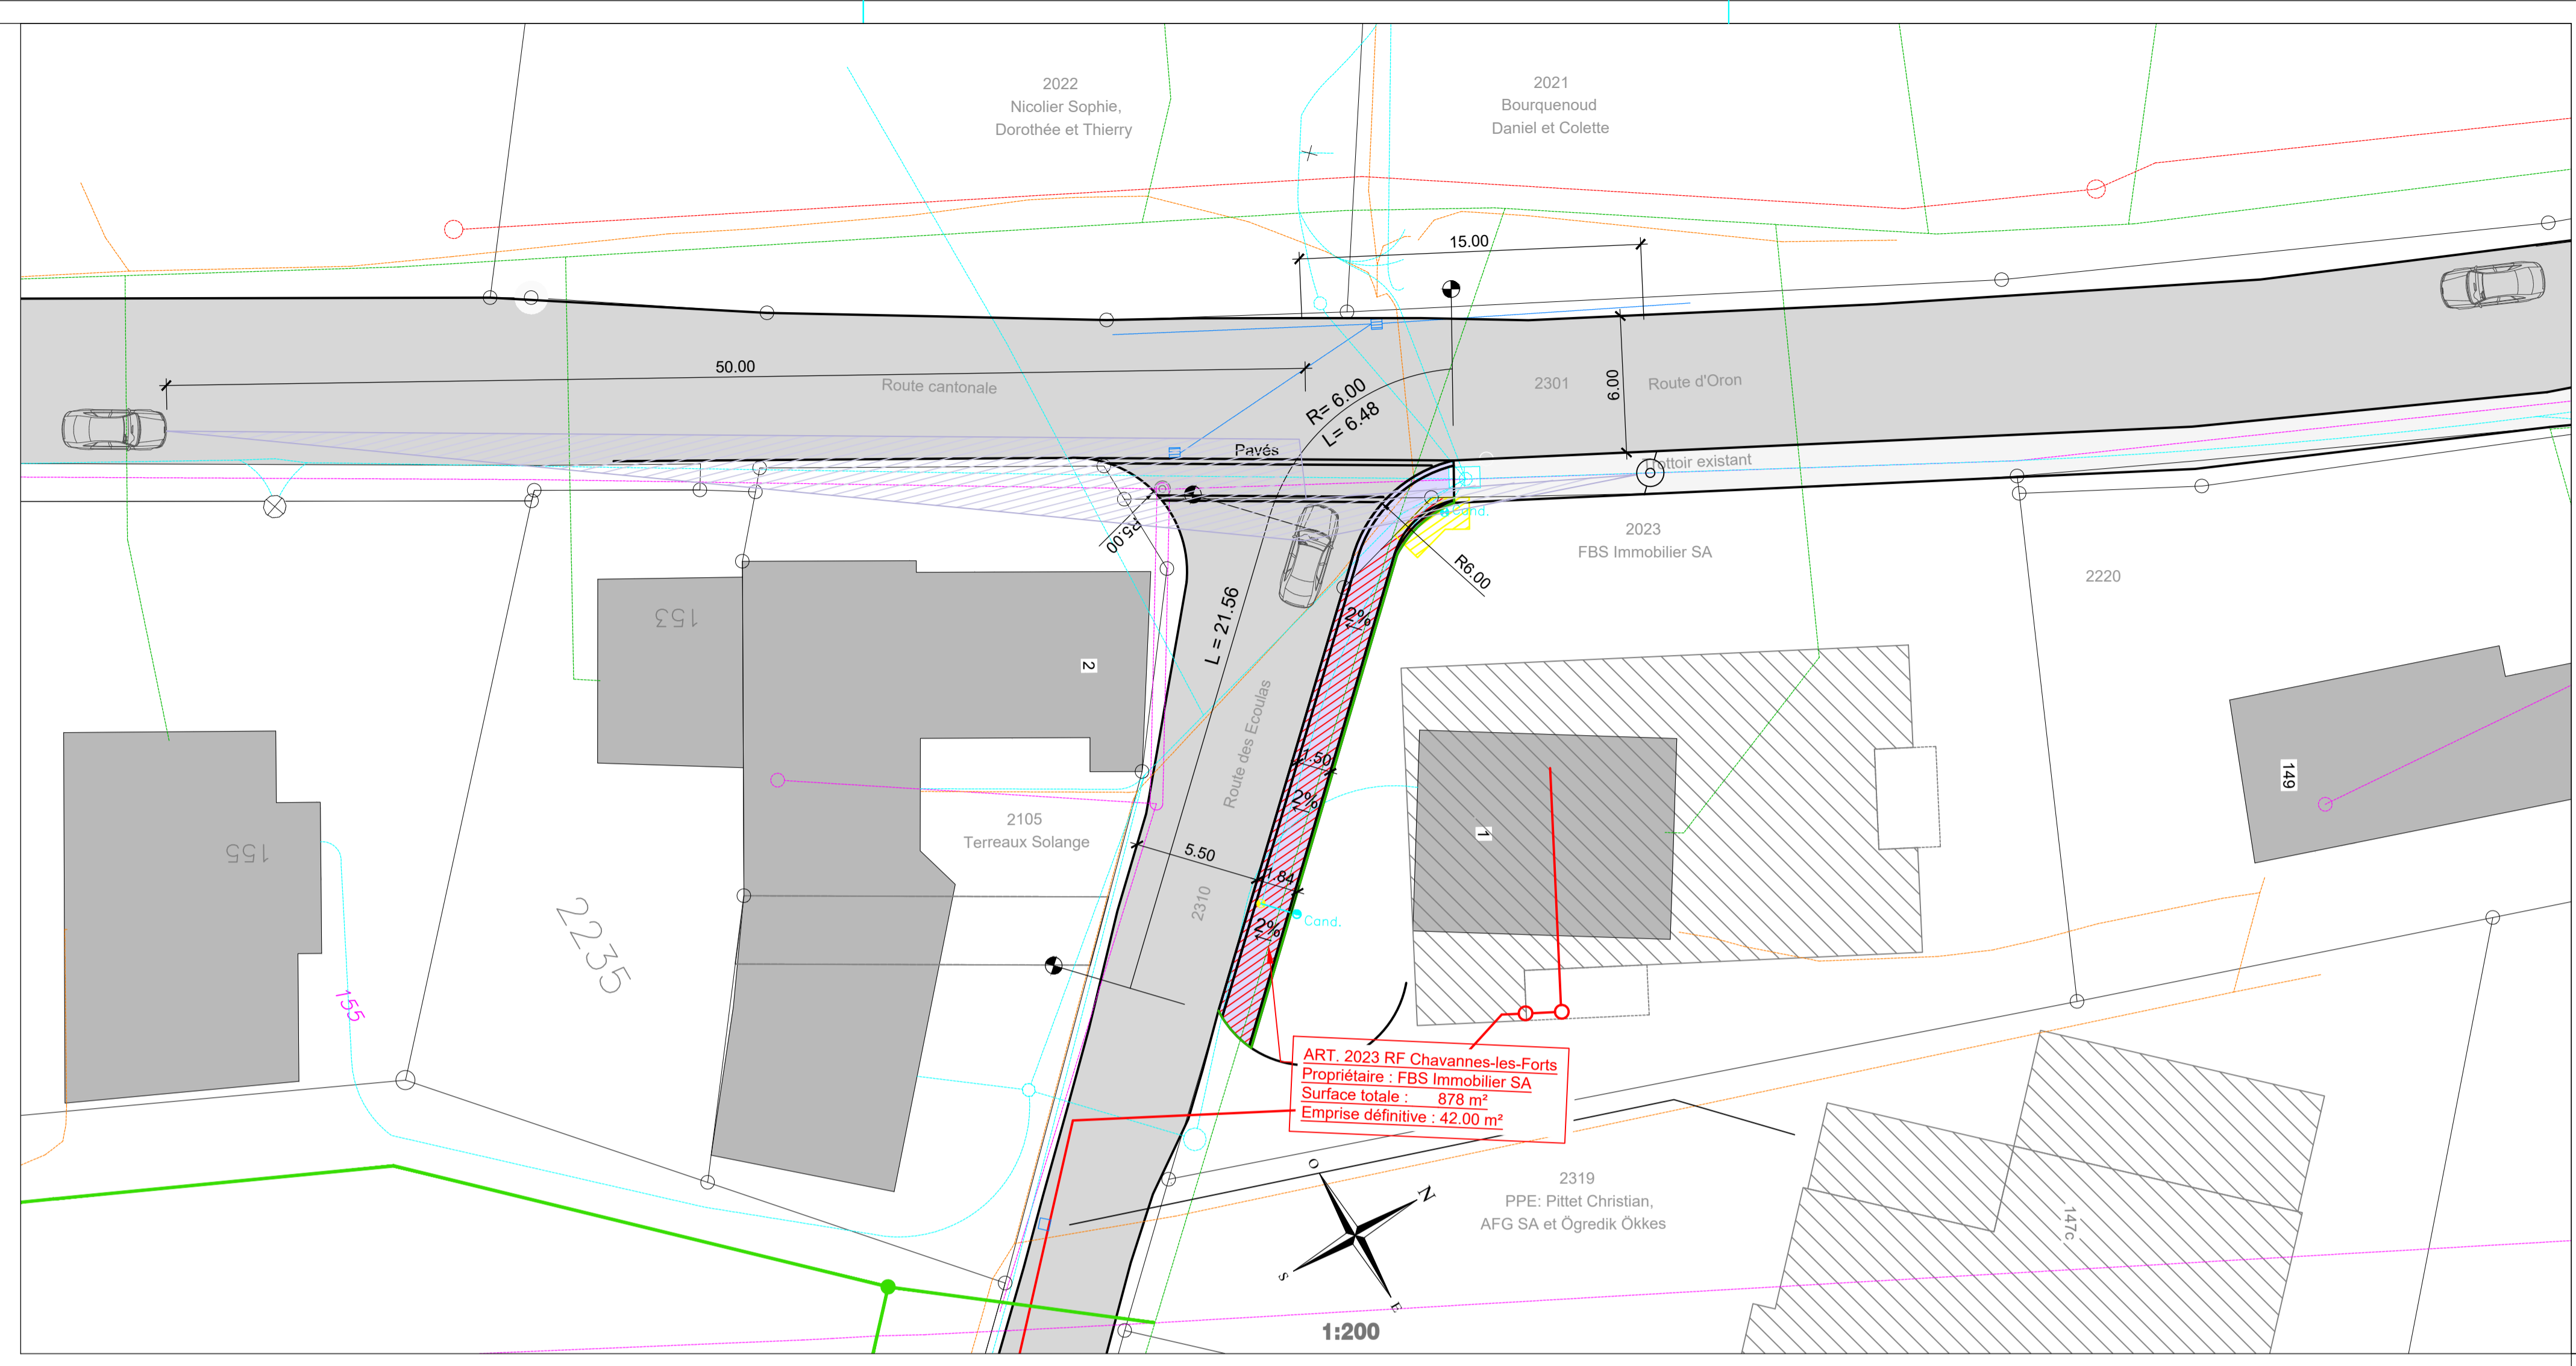 2022
Nicolier Sophie,
Dorothée et Thierry
2021
Bourquenoud
Daniel et Colette
15.00
50.00
Route cantonale
R= 6.00
L= 6.48
2301
6.00
Route d'Oron
Pavés
Trottoir existant
Cand.
R5.00
R6.00
2023
FBS Immobilier SA
2220
153
2
L = 21.56
2%
Route des Ecoulas
1.50
2%
149
1
155
2105
Terreaux Solange
5.50
1.84
2310
Cand.
2%
2235
155
ART. 2023 RF Chavannes-les-Forts
Propriétaire : FBS Immobilier SA
Surface totale : 878 m²
Emprise définitive : 42.00 m²
O
N
S
E
2319
PPE: Pittet Christian,
AFG SA et Ögredik Ökkes
147c
1:200